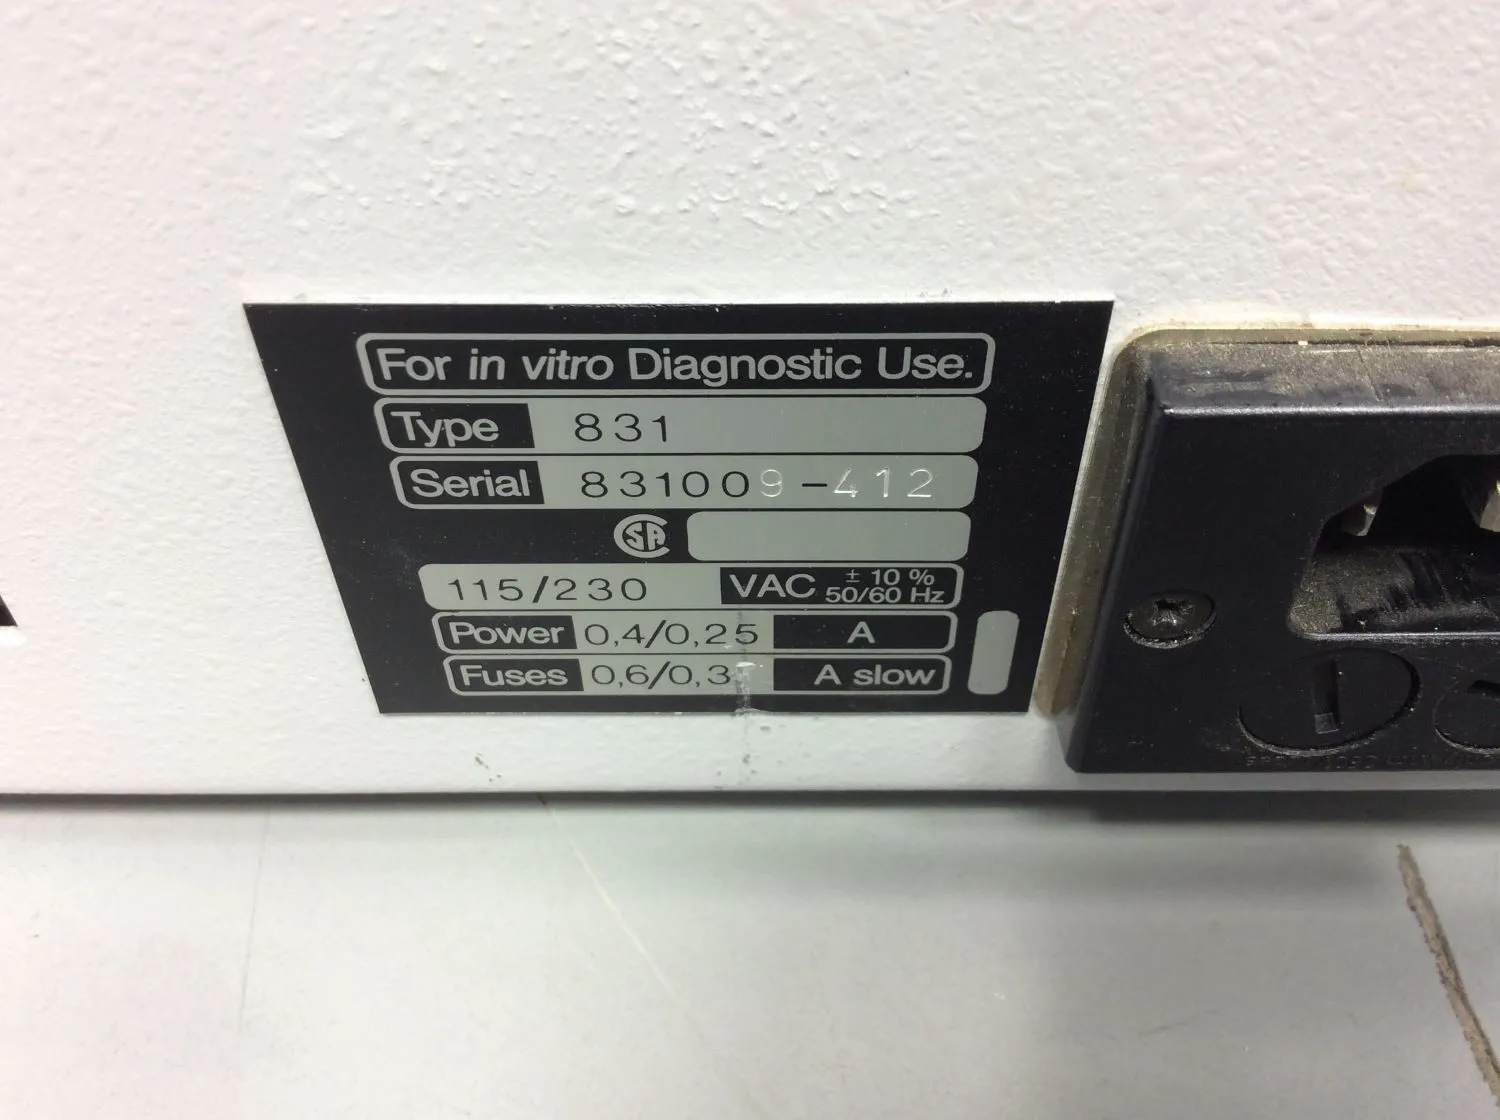 For in vitro Diagnostic Use.
Type 831
Serial 831009-412
SA
115/230 VAC ± 10 % 50/60 Hz
Power 0,4/0,25 A
Fuses 0,6/0,3 A slow